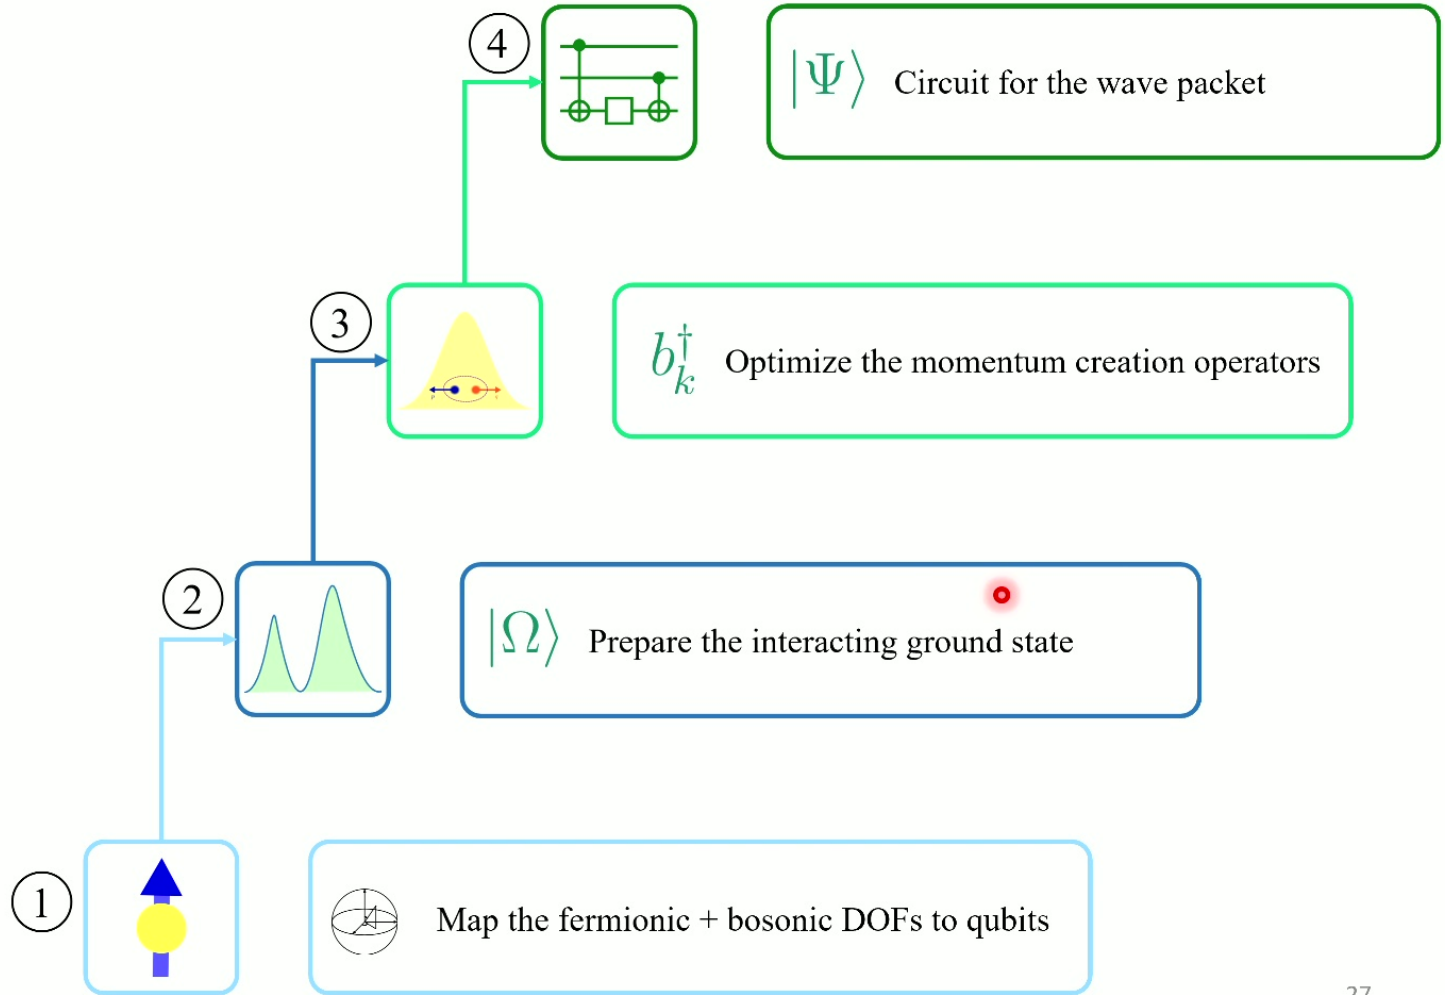 4
|Ψ⟩ Circuit for the wave packet
3
b†k Optimize the momentum creation operators
2
|Ω⟩ Prepare the interacting ground state
1
Map the fermionic + bosonic DOFs to qubits
27